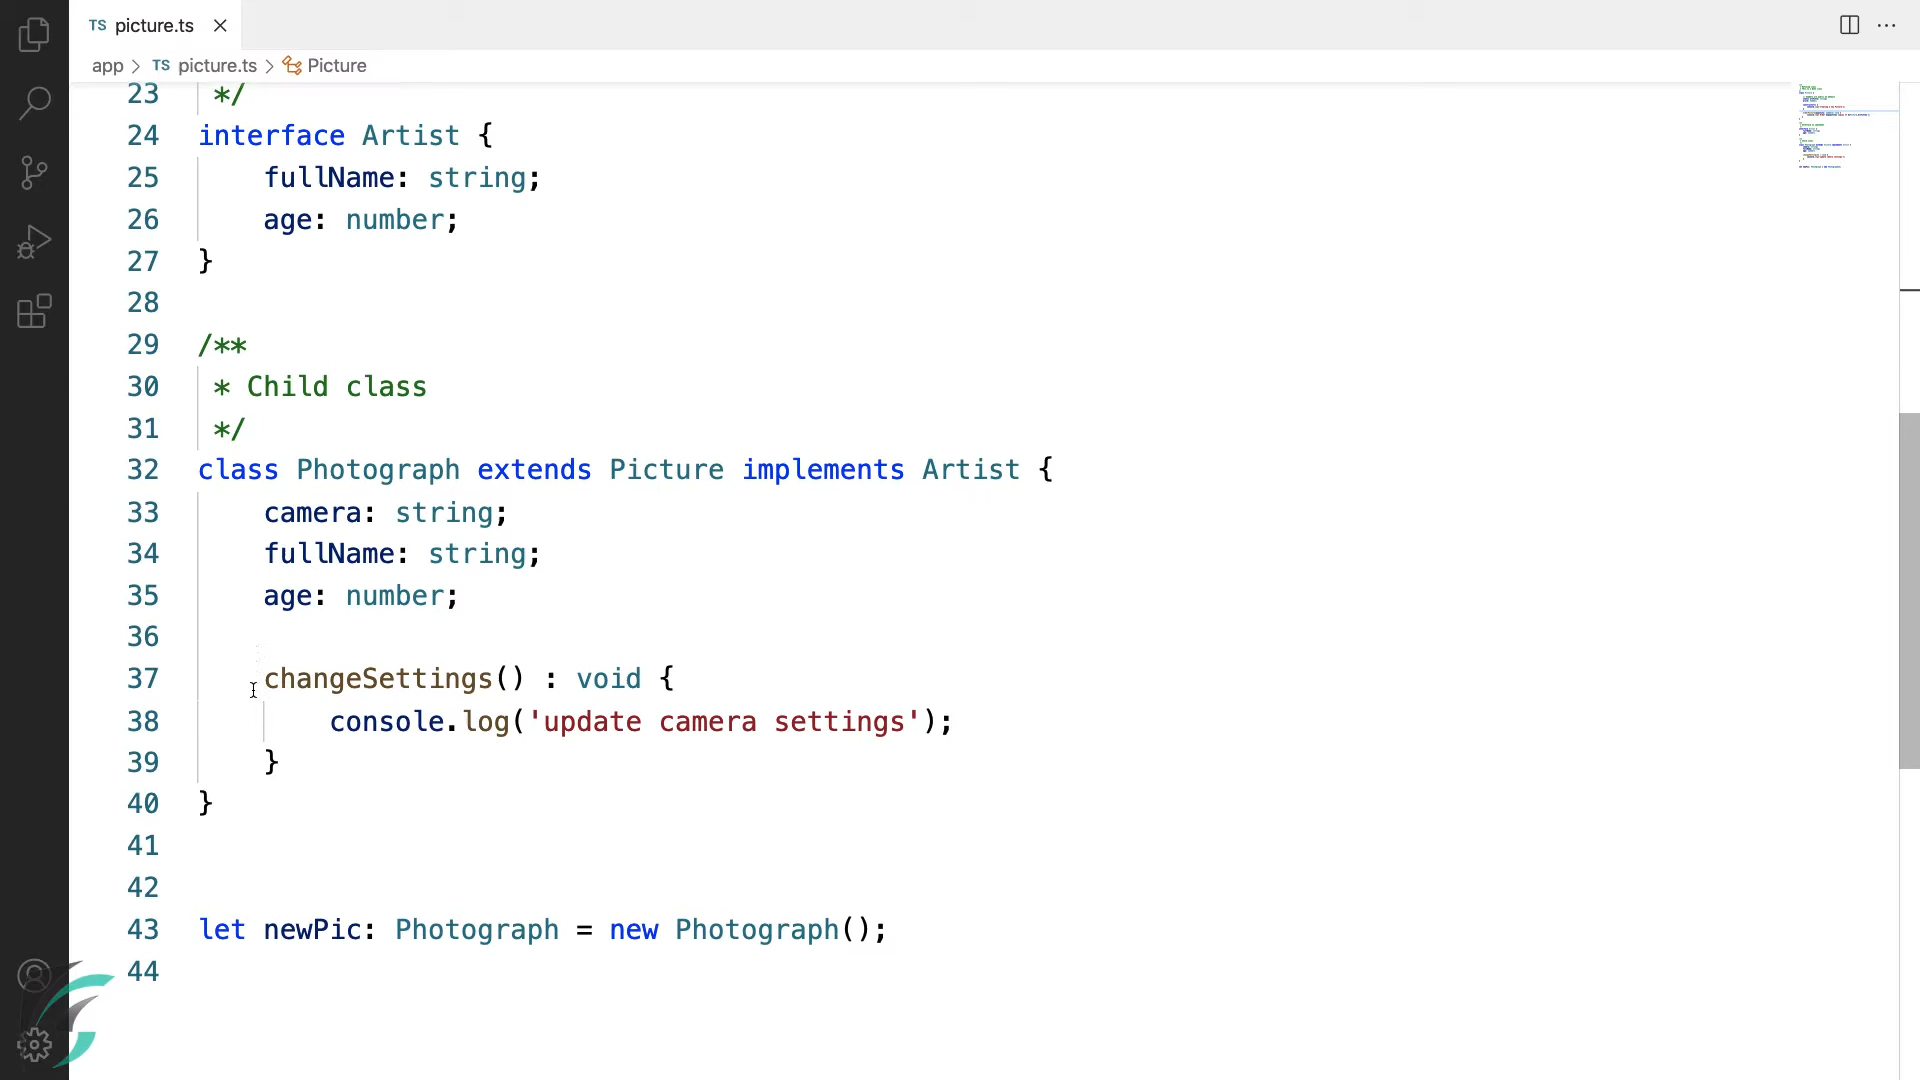 TS picture.ts
app > TS picture.ts > Picture
23 */
24 interface Artist {
25 fullName: string;
26 age: number;
27 }
28
29 /**
30 * Child class
31 */
32 class Photograph extends Picture implements Artist {
33 camera: string;
34 fullName: string;
35 age: number;
36
37 changeSettings() : void {
38 console.log('update camera settings');
39 }
40 }
41
42
43 let newPic: Photograph = new Photograph();
44